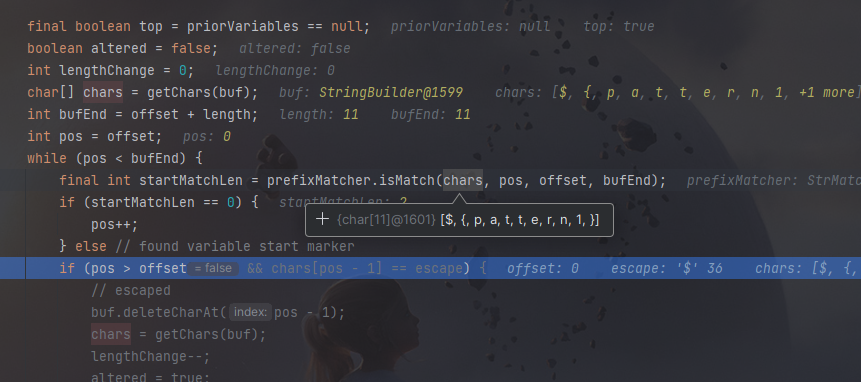 final boolean top = priorVariables == null;  priorVariables: null    top: true
boolean altered = false;  altered: false
int lengthChange = 0;  lengthChange: 0
char[] chars = getChars(buf);  buf: StringBuilder@1599    chars: [$, {, p, a, t, t, e, r, n, 1, +1 more]
int bufEnd = offset + length;  length: 11    bufEnd: 11
int pos = offset;  pos: 0
while (pos < bufEnd) {
final int startMatchLen = prefixMatcher.isMatch(chars, pos, offset, bufEnd);  prefixMatcher: StrMatc
if (startMatchLen == 0) {  startMatchLen: 2
{char[11]@1601} [$, {, p, a, t, t, e, r, n, 1, }]
pos++;
} else // found variable start marker
if (pos > offset = false && chars[pos - 1] == escape) {  offset: 0    escape: '$' 36    chars: [$, {,
// escaped
buf.deleteCharAt( index: pos - 1);
chars = getChars(buf);
lengthChange--;
altered = true;